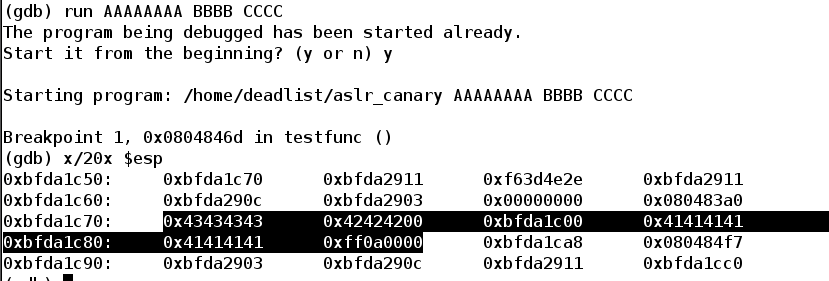 (gdb) run AAAAAAAA BBBB CCCC
The program being debugged has been started already.
Start it from the beginning? (y or n) y
Starting program: /home/deadlist/aslr_canary AAAAAAAA BBBB CCCC
Breakpoint 1, 0x0804846d in testfunc ()
(gdb) x/20x $esp
0xbfda1c50: 0xbfda1c70 0xbfda2911 0xf63d4e2e 0xbfda2911
0xbfda1c60: 0xbfda290c 0xbfda2903 0x00000000 0x080483a0
0xbfda1c70: 0x43434343 0x42424200 0xbfda1c00 0x41414141
0xbfda1c80: 0x41414141 0xff0a0000 0xbfda1ca8 0x080484f7
0xbfda1c90: 0xbfda2903 0xbfda290c 0xbfda2911 0xbfda1cc0
(gdb)